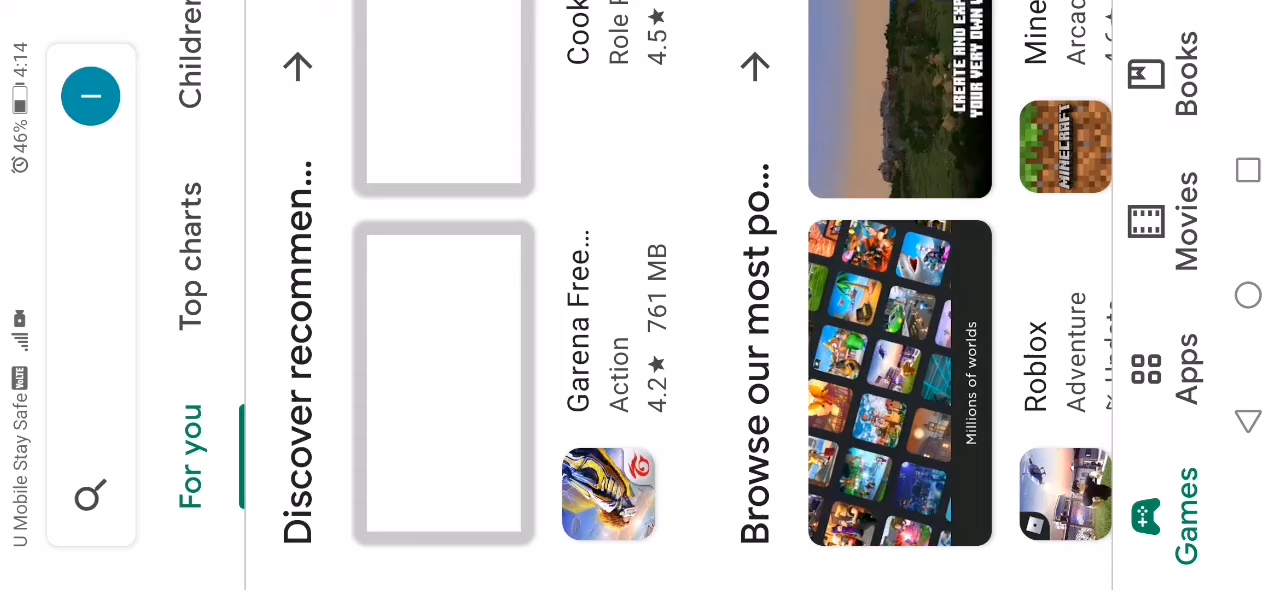 U Mobile Stay Safe VoLTE 46% 4:14
I
For you Top charts Children
Discover recommen...
Garena Free...
Action
4.2★ 761 MB
Cook
Role
4.5★
Browse our most po...
Millions of worlds
CREATE AND EXP
YOUR VERY OWN
Roblox
Adventure
MINECRAFT
Mine
Arcad
Games Apps Movies Books